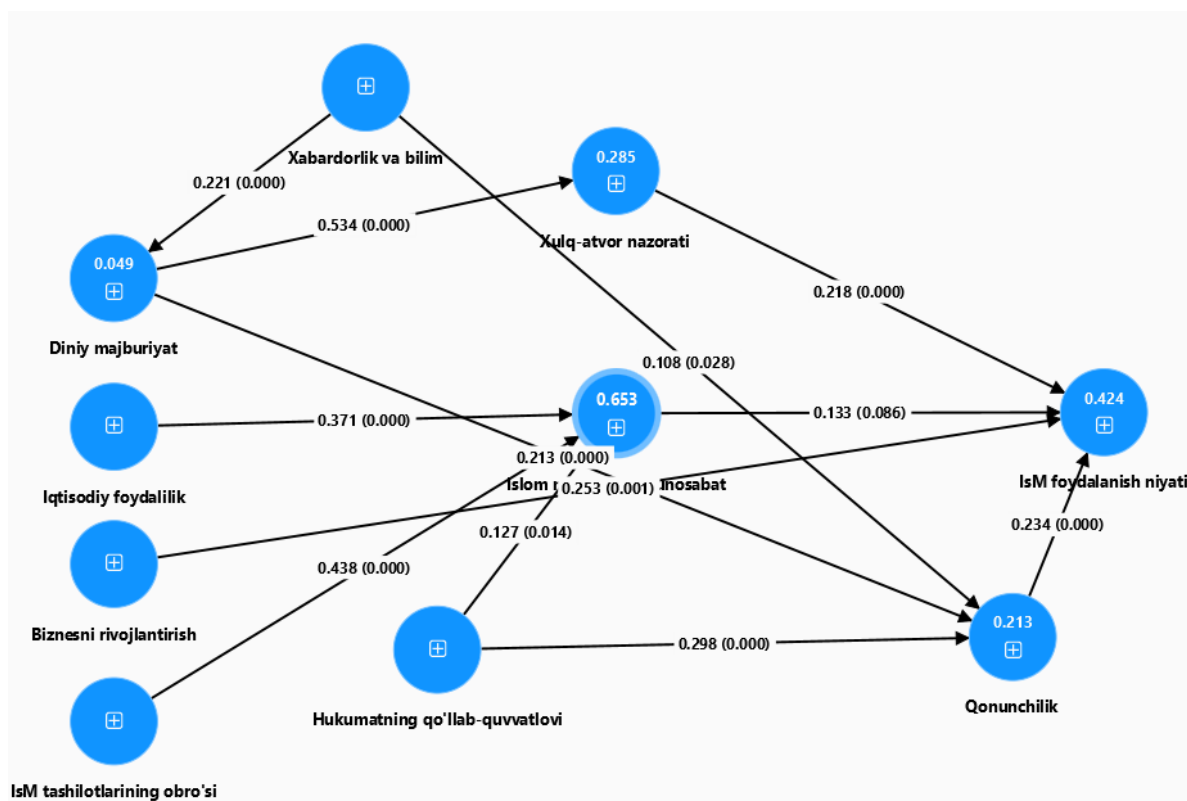 Xabardorlik va bilim
0.285
0.221 (0.000)
0.534 (0.000)
Xulq-atvor nazorati
0.049
0.218 (0.000)
Diniy majburiyat
0.108 (0.028)
0.653
0.424
0.371 (0.000)
0.133 (0.086)
0.213 (0.000)
Iqtisodiy foydalilik
Islom
0.253 (0.001)
IsM foydalanish niyati
0.127 (0.014)
0.234 (0.000)
0.438 (0.000)
Biznesni rivojlantirish
0.213
0.298 (0.000)
Hukumatning qo'llab-quvvatlovi
Qonunchilik
IsM tashilotlarining obro'si